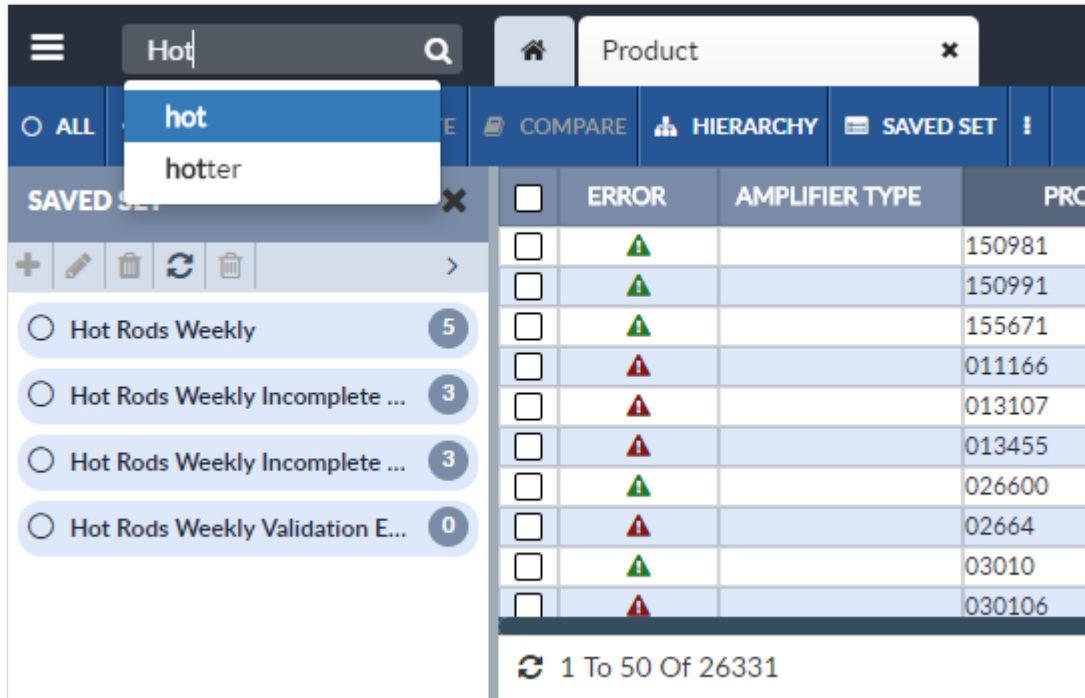 Hot
Product
hot
hotter
ALL
COMPARE
HIERARCHY
SAVED SET
SAVED
ERROR
AMPLIFIER TYPE
PRO
Hot Rods Weekly 5
Hot Rods Weekly Incomplete ... 3
Hot Rods Weekly Incomplete ... 3
Hot Rods Weekly Validation E... 0
150981
150991
155671
011166
013107
013455
026600
02664
03010
030106
1 To 50 Of 26331